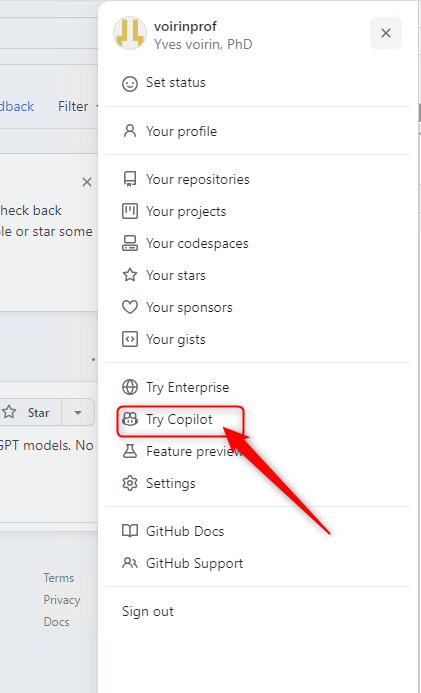 voirinprof
Yves voirin, PhD
Set status
Your profile
Your repositories
Your projects
Your codespaces
Your stars
Your sponsors
Your gists
Try Enterprise
Try Copilot
Feature preview
Settings
GitHub Docs
GitHub Support
Sign out
dback
Filter
heck back
le or star some
Star
GPT models. No
Terms
Privacy
Docs